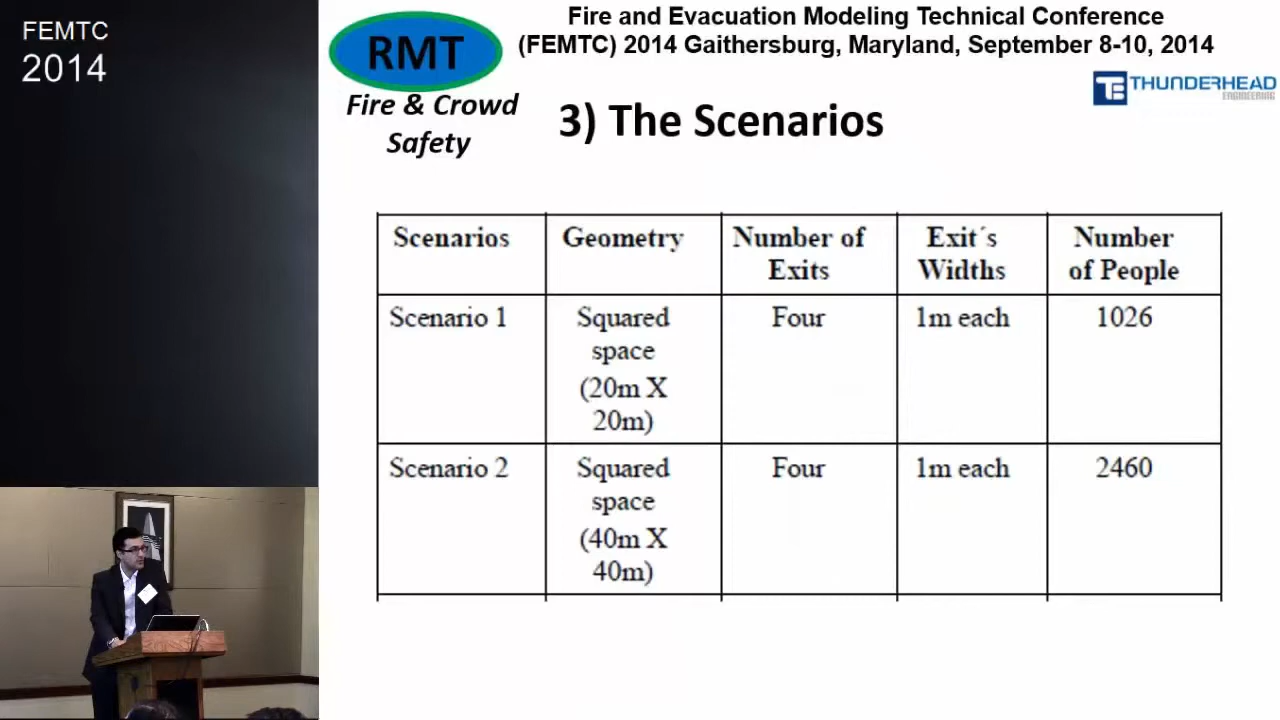 FEMTC
2014
RMT
Fire & Crowd
Safety
Fire and Evacuation Modeling Technical Conference
(FEMTC) 2014 Gaithersburg, Maryland, September 8-10, 2014
THUNDERHEAD
ENGINEERING
3) The Scenarios
Scenarios Geometry Number of Exits Exit´s Widths Number of People
Scenario 1 Squared space (20m X 20m) Four 1m each 1026
Scenario 2 Squared space (40m X 40m) Four 1m each 2460